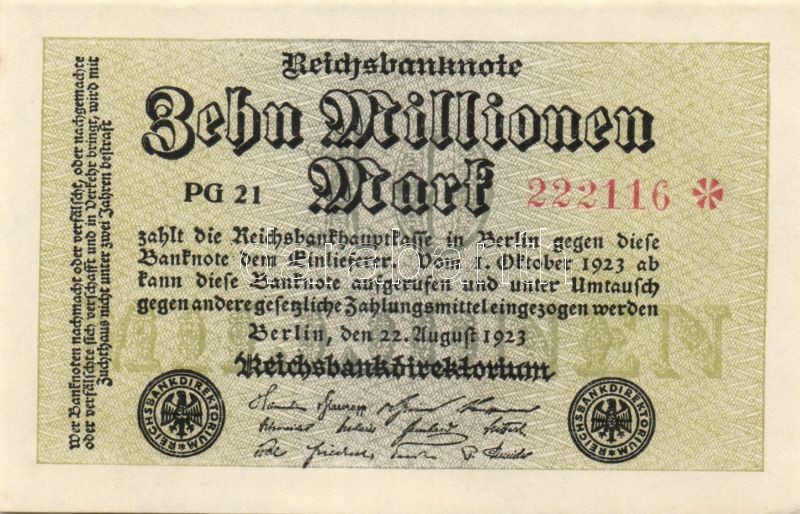 Reichsbanknote
Zehn Millionen
Mark
PG 21
222116 *
zahlt die Reichsbankhauptkasse in Berlin gegen diese
Banknote dem Einlieferer. Vom 1. Oktober 1923 ab
kann diese Banknote aufgerufen und unter Umtausch
gegen andere gesetzliche Zahlungsmittel eingezogen werden
Berlin, den 22. August 1923
Reichsbankdirektorium
REICHSBANKDIREKTORIUM
REICHSBANKDIREKTORIUM
Wer Banknoten nachmacht oder verfälscht, oder nachgemachte
oder verfälschte sich verschafft und in Verkehr bringt, wird mit
Zuchthaus nicht unter zwei Jahren bestraft